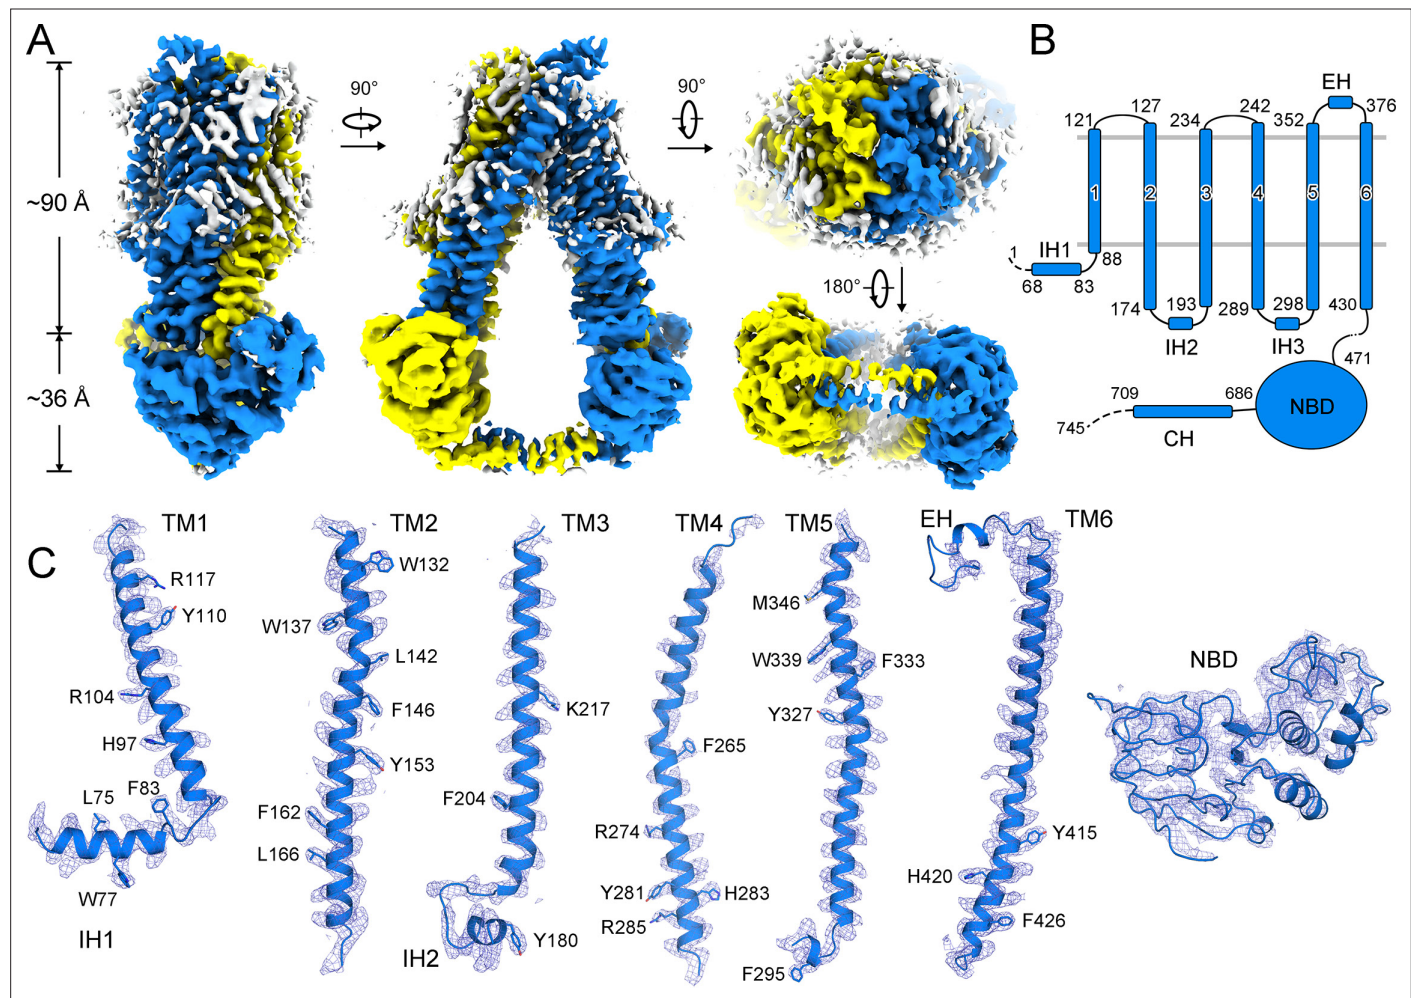 A
90°
90°
~90 Å
180°
~36 Å
B
EH
121
127
234
242
352
376
1
2
3
4
5
6
1
IH1
88
68
83
174
193
289
298
430
IH2
IH3
471
709
686
NBD
745
CH
C
TM1
R117
Y110
R104
H97
F83
L75
W77
IH1
TM2
W132
W137
L142
F146
Y153
F162
L166
TM3
K217
F204
Y180
IH2
TM4
F265
R274
Y281
H283
R285
TM5
M346
W339
F333
Y327
F295
EH
TM6
Y415
H420
F426
NBD